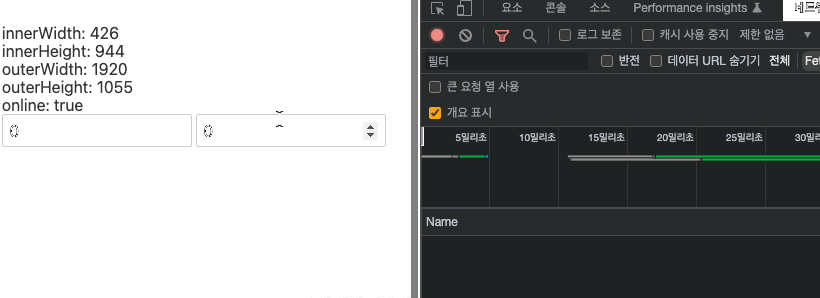 innerWidth: 426
innerHeight: 944
outerWidth: 1920
outerHeight: 1055
online: true
0 0
요소 콘솔 소스 Performance insights
로그 보존 캐시 사용 중지 제한 없음
필터 반전 데이터 URL 숨기기 전체 Fet
큰 요청 열 사용
개요 표시
5밀리초 10밀리초 15밀리초 20밀리초 25밀리초 30밀리
Name